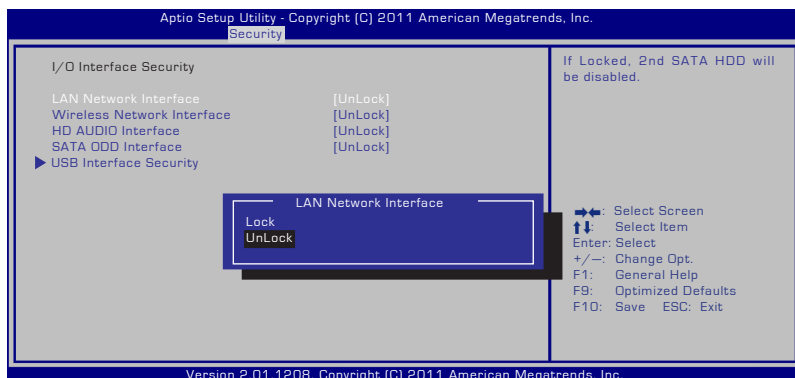 Aptio Setup Utility - Copyright (C) 2011 American Megatrends, Inc.
Security
I/O Interface Security
LAN Network Interface [UnLock]
Wireless Network Interface [UnLock]
HD AUDIO Interface [UnLock]
SATA ODD Interface [UnLock]
USB Interface Security
LAN Network Interface
Lock
UnLock
If Locked, 2nd SATA HDD will
be disabled.
→←: Select Screen
↑↓: Select Item
Enter: Select
+/—: Change Opt.
F1: General Help
F9: Optimized Defaults
F10: Save ESC: Exit
Version 2.01.1208. Copyright (C) 2011 American Megatrends, Inc.